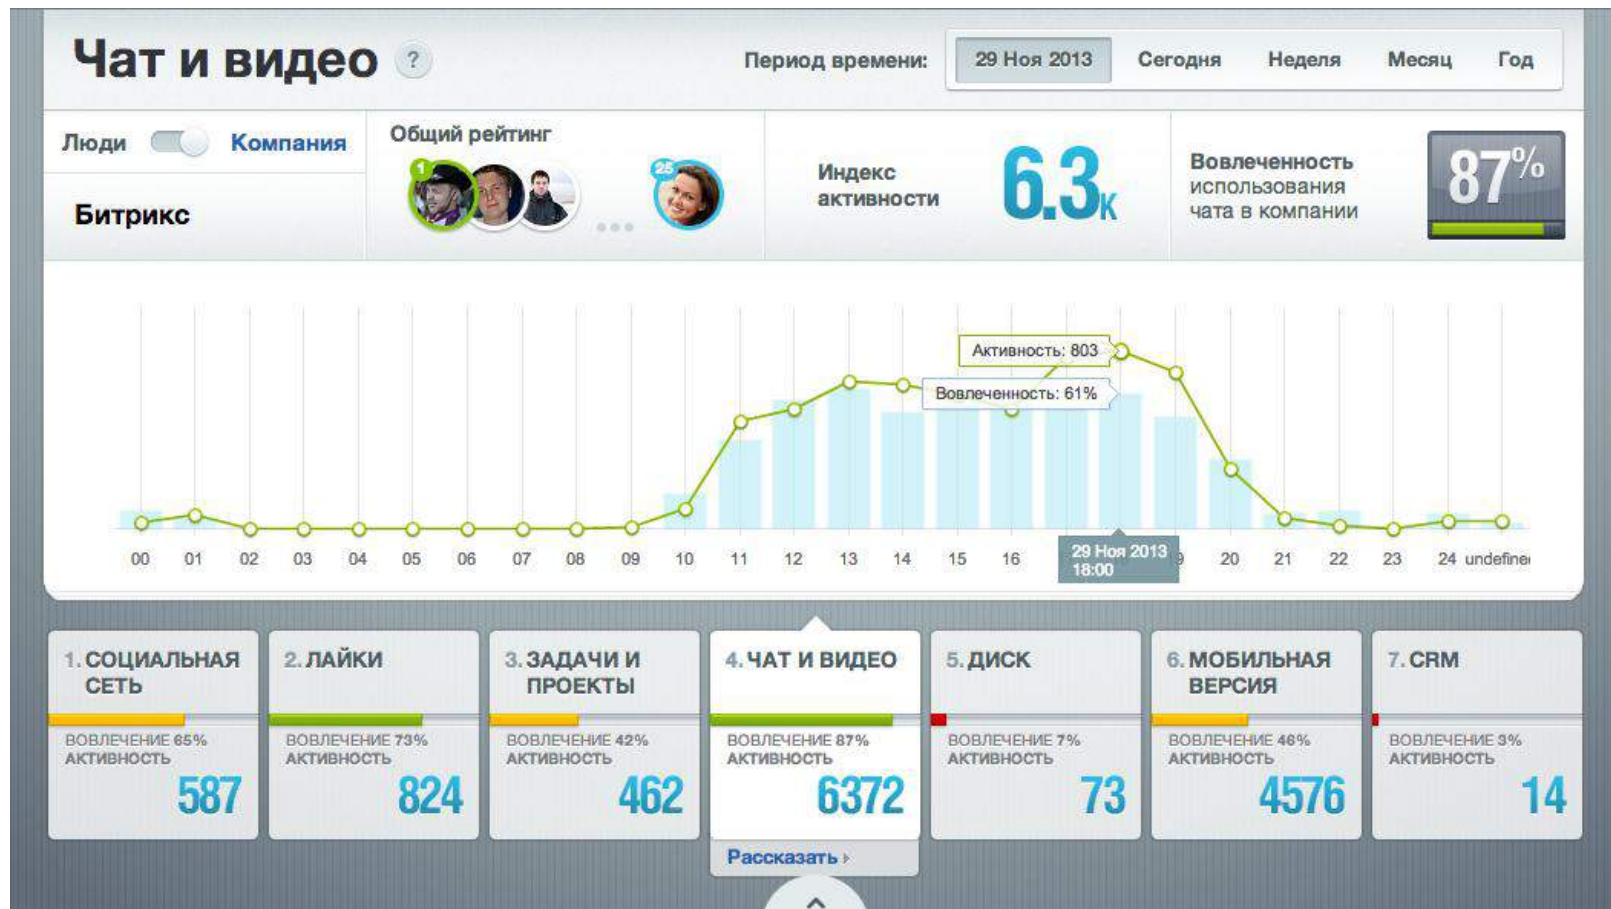 Чат и видео ?
Период времени: 29 Ноя 2013 Сегодня Неделя Месяц Год
Люди Компания
Битрикс
Общий рейтинг
1
25
Индекс
активности
6.3к
Вовлеченность
использования
чата в компании
87%
Активность: 803
Вовлеченность: 61%
00 01 02 03 04 05 06 07 08 09 10 11 12 13 14 15 16 9 20 21 22 23 24 undefine
29 Ноя 2013
18:00
1. СОЦИАЛЬНАЯ
СЕТЬ
ВОВЛЕЧЕНИЕ 65%
АКТИВНОСТЬ
587
2. ЛАЙКИ
ВОВЛЕЧЕНИЕ 73%
АКТИВНОСТЬ
824
3. ЗАДАЧИ И
ПРОЕКТЫ
ВОВЛЕЧЕНИЕ 42%
АКТИВНОСТЬ
462
4. ЧАТ И ВИДЕО
ВОВЛЕЧЕНИЕ 87%
АКТИВНОСТЬ
6372
Рассказать
5. ДИСК
ВОВЛЕЧЕНИЕ 7%
АКТИВНОСТЬ
73
6. МОБИЛЬНАЯ
ВЕРСИЯ
ВОВЛЕЧЕНИЕ 46%
АКТИВНОСТЬ
4576
7. CRM
ВОВЛЕЧЕНИЕ 3%
АКТИВНОСТЬ
14